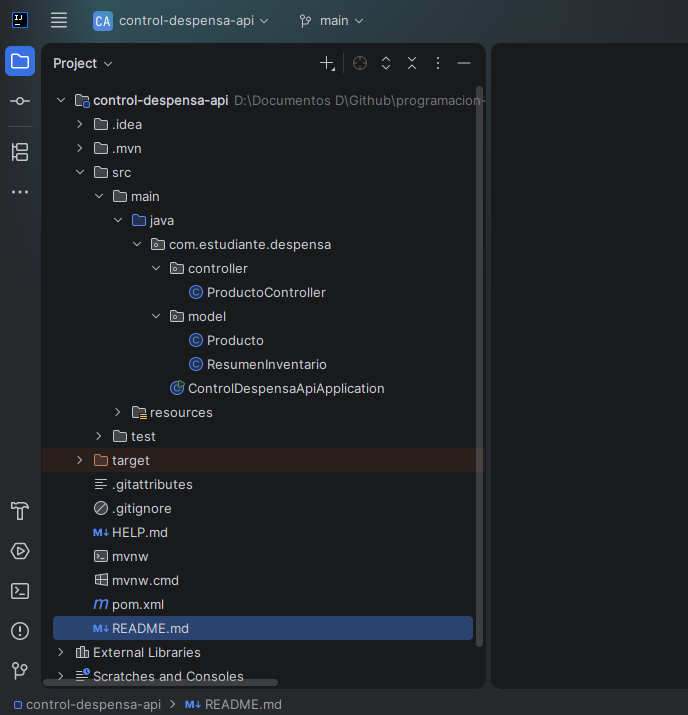 IJ
CA control-despensa-api main
Project
control-despensa-api D:\Documentos D\Github\programacion-
.idea
.mvn
src
main
java
com.estudiante.despensa
controller
C ProductoController
model
C Producto
C ResumenInventario
C ControlDespensaApiApplication
resources
test
target
.gitattributes
.gitignore
M↓ HELP.md
mvnw
mvnw.cmd
m pom.xml
M↓ README.md
External Libraries
Scratches and Consoles
control-despensa-api > M↓ README.md